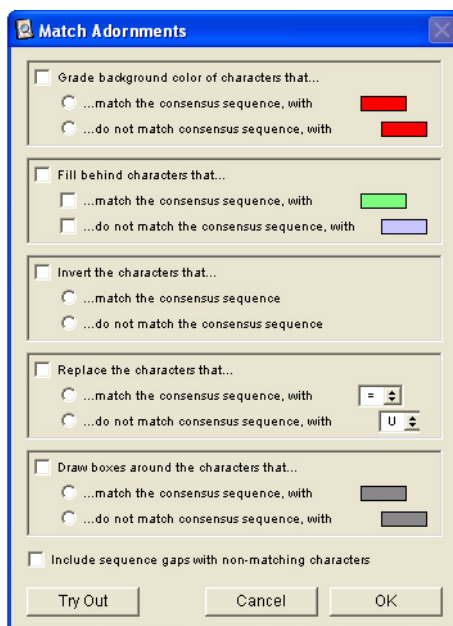 Match Adornments
Grade background color of characters that...
...match the consensus sequence, with
...do not match consensus sequence, with
Fill behind characters that...
...match the consensus sequence, with
...do not match the consensus sequence, with
Invert the characters that...
...match the consensus sequence
...do not match the consensus sequence
Replace the characters that...
...match the consensus sequence, with =
...do not match consensus sequence, with U
Draw boxes around the characters that...
...match the consensus sequence, with
...do not match consensus sequence, with
Include sequence gaps with non-matching characters
Try Out Cancel OK